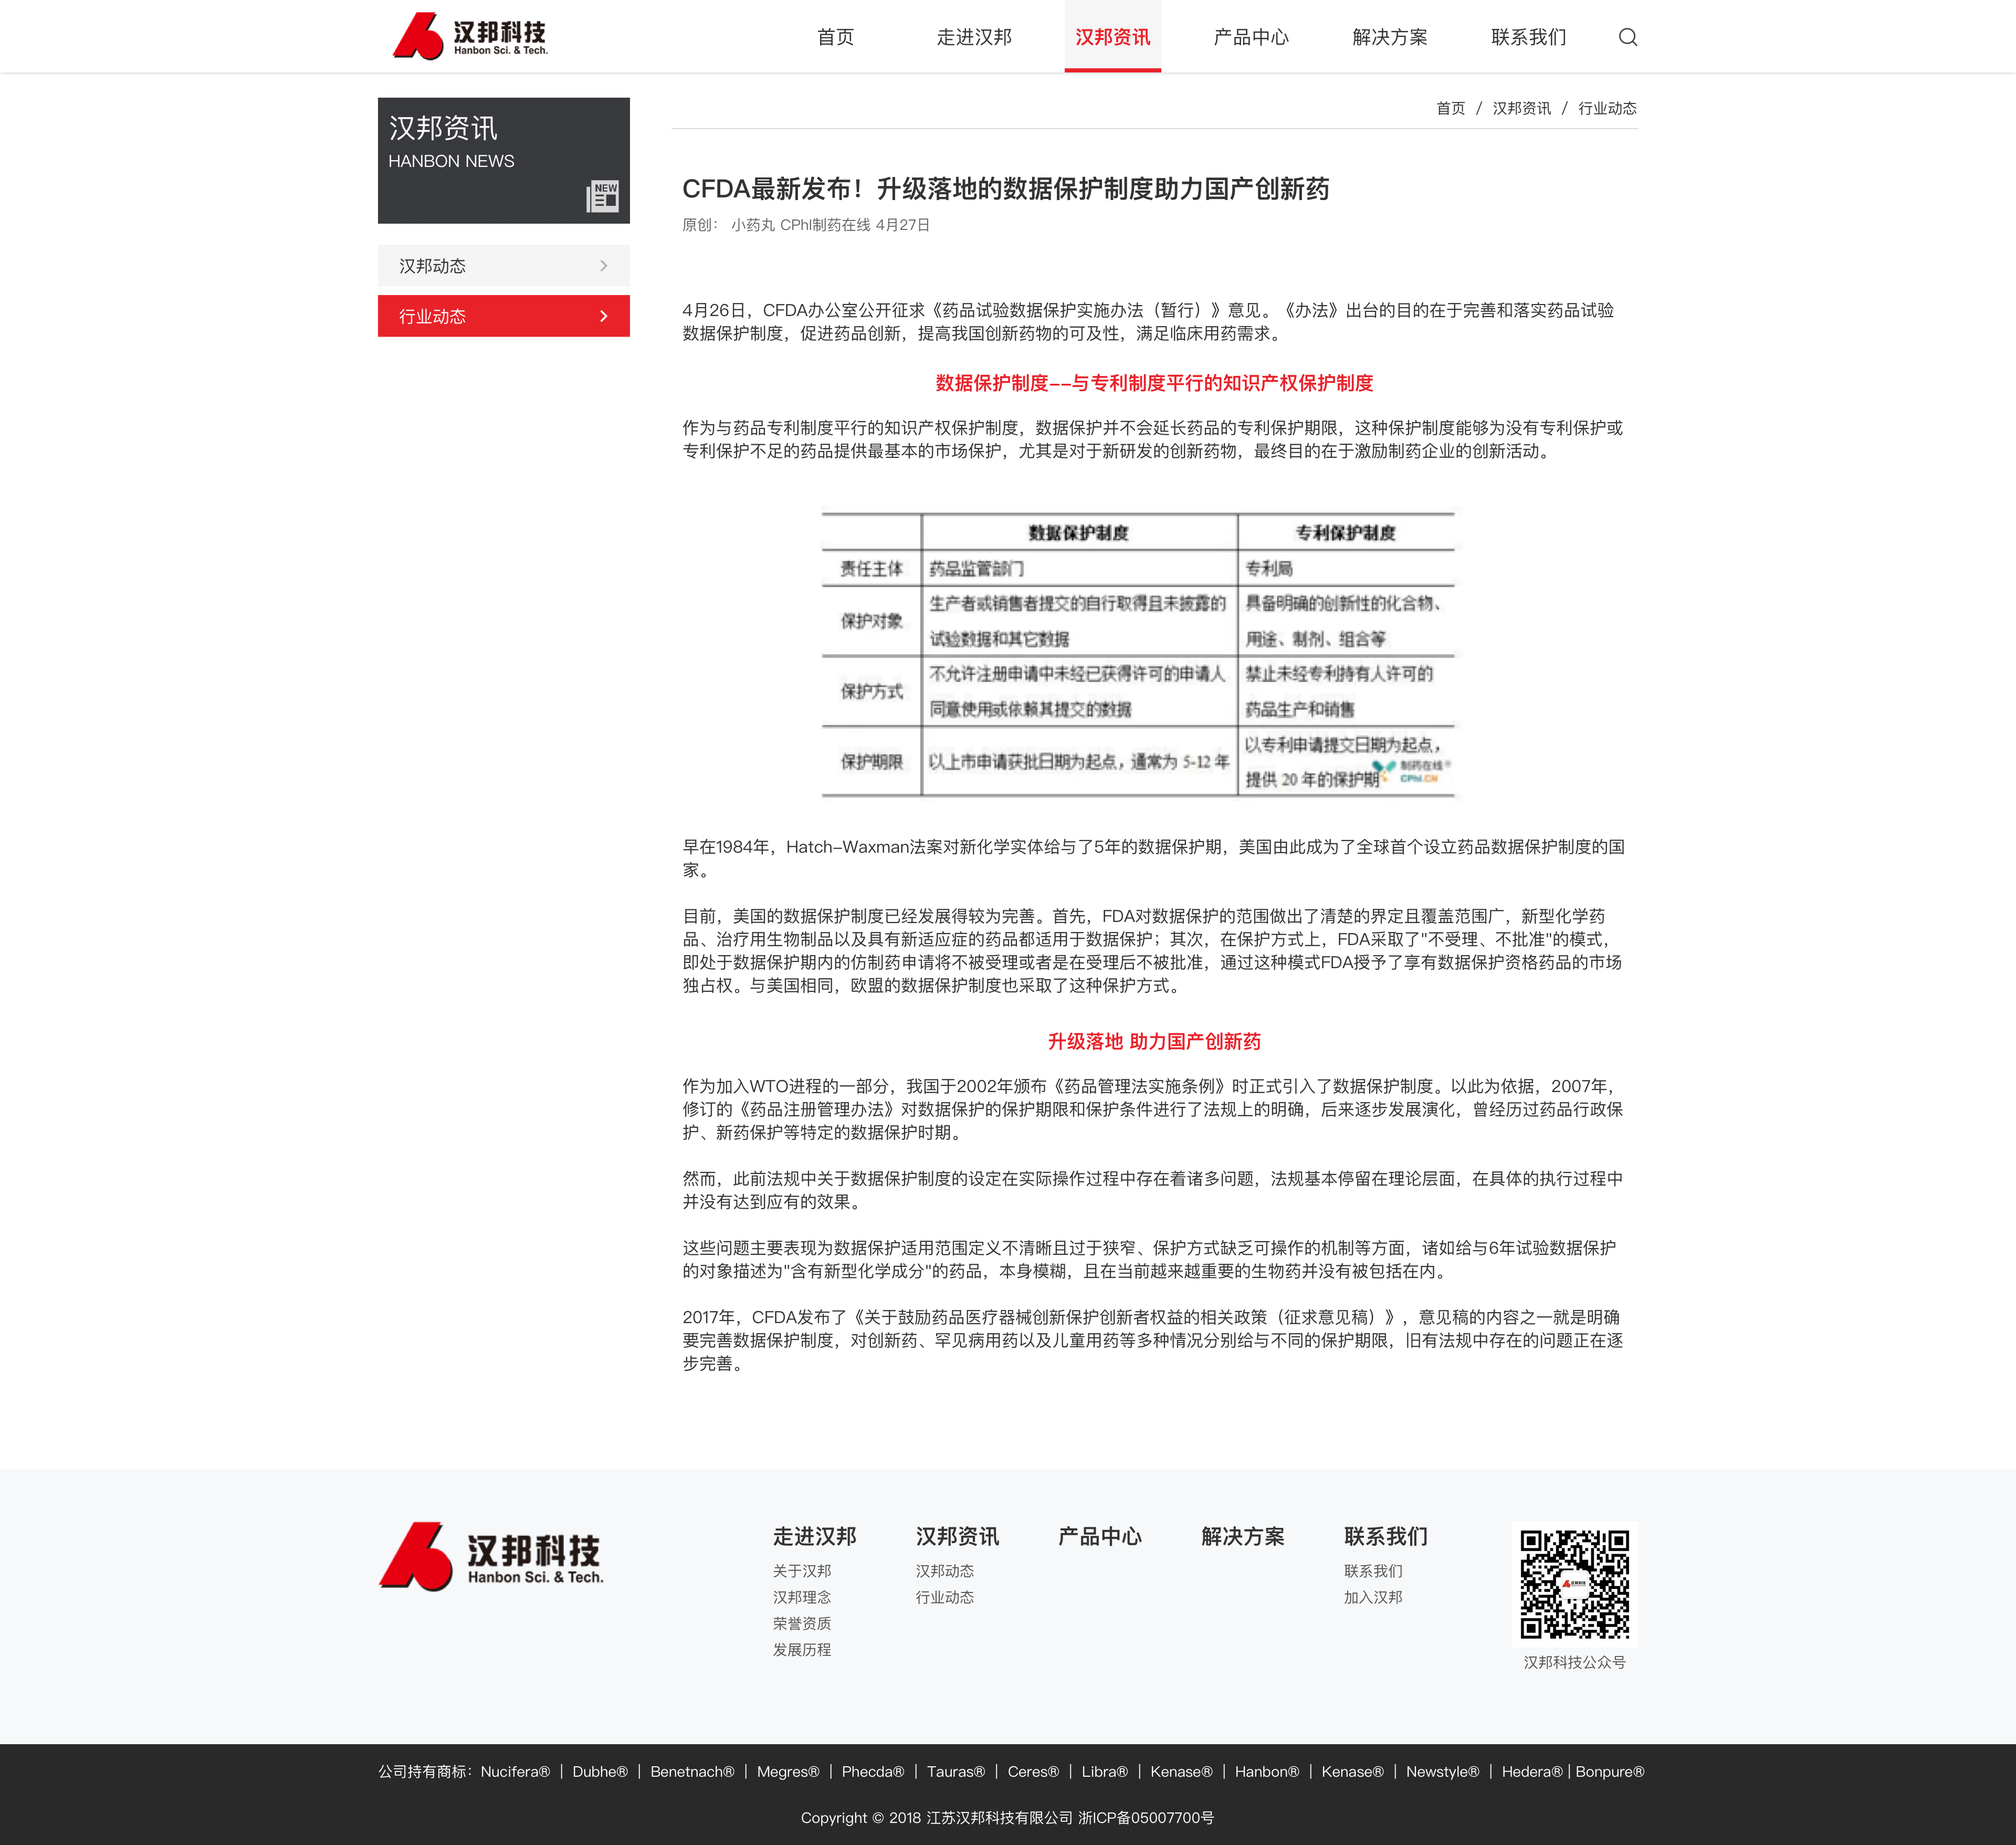 汉邦科技
Hanbon Sci. & Tech.
首页 走进汉邦 汉邦资讯 产品中心 解决方案 联系我们
汉邦资讯
HANBON NEWS
NEW
汉邦动态
行业动态
首页 / 汉邦资讯 / 行业动态
CFDA最新发布！升级落地的数据保护制度助力国产创新药
原创： 小药丸 CPhI制药在线 4月27日
4月26日，CFDA办公室公开征求《药品试验数据保护实施办法（暂行）》意见。《办法》出台的目的在于完善和落实药品试验
数据保护制度，促进药品创新，提高我国创新药物的可及性，满足临床用药需求。
数据保护制度--与专利制度平行的知识产权保护制度
作为与药品专利制度平行的知识产权保护制度，数据保护并不会延长药品的专利保护期限，这种保护制度能够为没有专利保护或
专利保护不足的药品提供最基本的市场保护，尤其是对于新研发的创新药物，最终目的在于激励制药企业的创新活动。
数据保护制度 专利保护制度
责任主体 药品监管部门 专利局
保护对象 生产者或销售者提交的自行取得且未披露的 具备明确的创新性的化合物、
试验数据和其它数据 用途、制剂、组合等
保护方式 不允许注册申请中未经已获得许可的申请人 禁止未经专利持有人许可的
同意使用或依赖其提交的数据 药品生产和销售
保护期限 以上市申请获批日期为起点，通常为 5-12 年 以专利申请提交日期为起点，
提供 20 年的保护期
制药在线®
CPhI.CN
早在1984年，Hatch-Waxman法案对新化学实体给与了5年的数据保护期，美国由此成为了全球首个设立药品数据保护制度的国
家。
目前，美国的数据保护制度已经发展得较为完善。首先，FDA对数据保护的范围做出了清楚的界定且覆盖范围广，新型化学药
品、治疗用生物制品以及具有新适应症的药品都适用于数据保护；其次，在保护方式上，FDA采取了"不受理、不批准"的模式，
即处于数据保护期内的仿制药申请将不被受理或者是在受理后不被批准，通过这种模式FDA授予了享有数据保护资格药品的市场
独占权。与美国相同，欧盟的数据保护制度也采取了这种保护方式。
升级落地 助力国产创新药
作为加入WTO进程的一部分，我国于2002年颁布《药品管理法实施条例》时正式引入了数据保护制度。以此为依据，2007年，
修订的《药品注册管理办法》对数据保护的保护期限和保护条件进行了法规上的明确，后来逐步发展演化，曾经历过药品行政保
护、新药保护等特定的数据保护时期。
然而，此前法规中关于数据保护制度的设定在实际操作过程中存在着诸多问题，法规基本停留在理论层面，在具体的执行过程中
并没有达到应有的效果。
这些问题主要表现为数据保护适用范围定义不清晰且过于狭窄、保护方式缺乏可操作的机制等方面，诸如给与6年试验数据保护
的对象描述为"含有新型化学成分"的药品，本身模糊，且在当前越来越重要的生物药并没有被包括在内。
2017年，CFDA发布了《关于鼓励药品医疗器械创新保护创新者权益的相关政策（征求意见稿）》，意见稿的内容之一就是明确
要完善数据保护制度，对创新药、罕见病用药以及儿童用药等多种情况分别给与不同的保护期限，旧有法规中存在的问题正在逐
步完善。
汉邦科技
Hanbon Sci. & Tech.
走进汉邦 汉邦资讯 产品中心 解决方案 联系我们
关于汉邦 汉邦动态 联系我们
汉邦理念 行业动态 加入汉邦
荣誉资质
发展历程
汉邦科技
汉邦科技公众号
公司持有商标：Nucifera® | Dubhe® | Benetnach® | Megres® | Phecda® | Tauras® | Ceres® | Libra® | Kenase® | Hanbon® | Kenase® | Newstyle® | Hedera® | Bonpure®
Copyright © 2018 江苏汉邦科技有限公司 浙ICP备05007700号